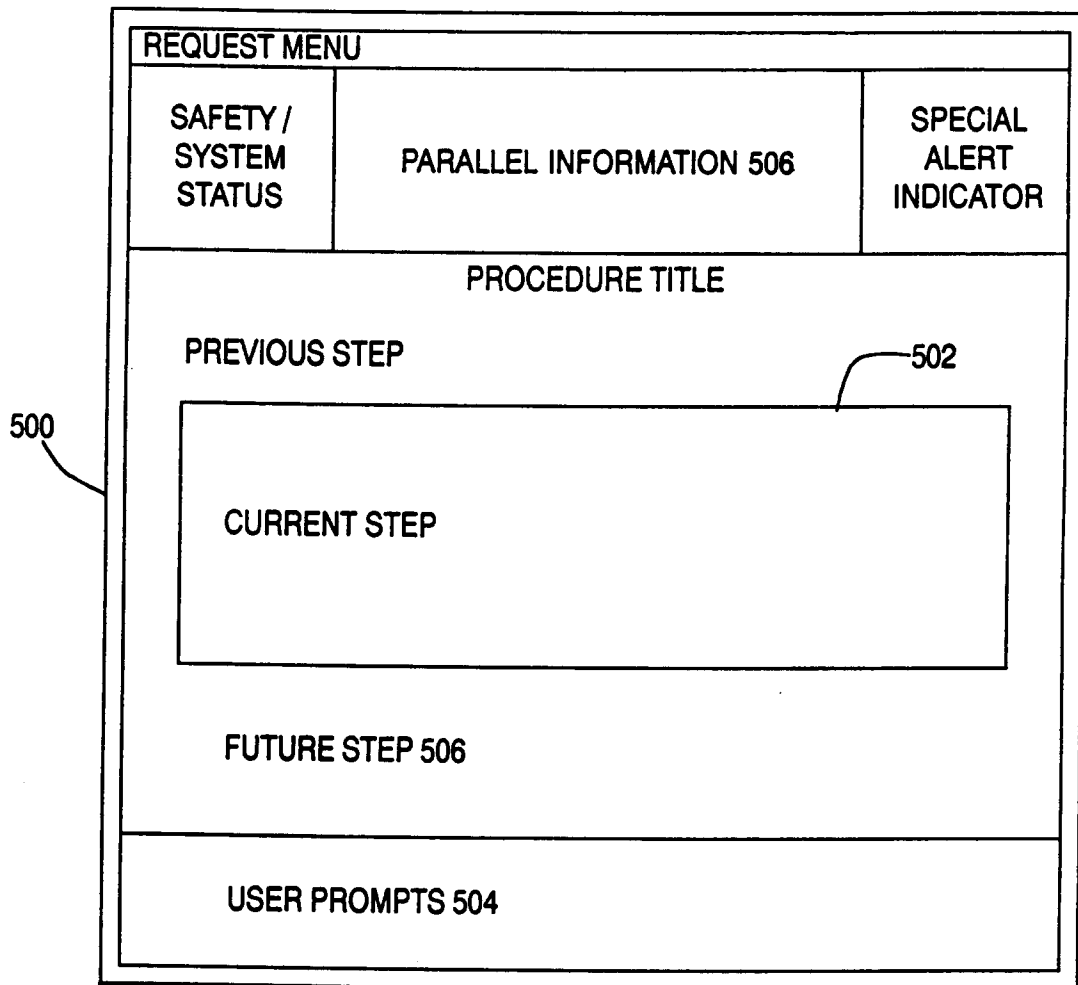 REQUEST MENU
SAFETY /
SYSTEM
STATUS
PARALLEL INFORMATION 506
SPECIAL
ALERT
INDICATOR
PROCEDURE TITLE
PREVIOUS STEP
502
500
CURRENT STEP
FUTURE STEP 506
USER PROMPTS 504